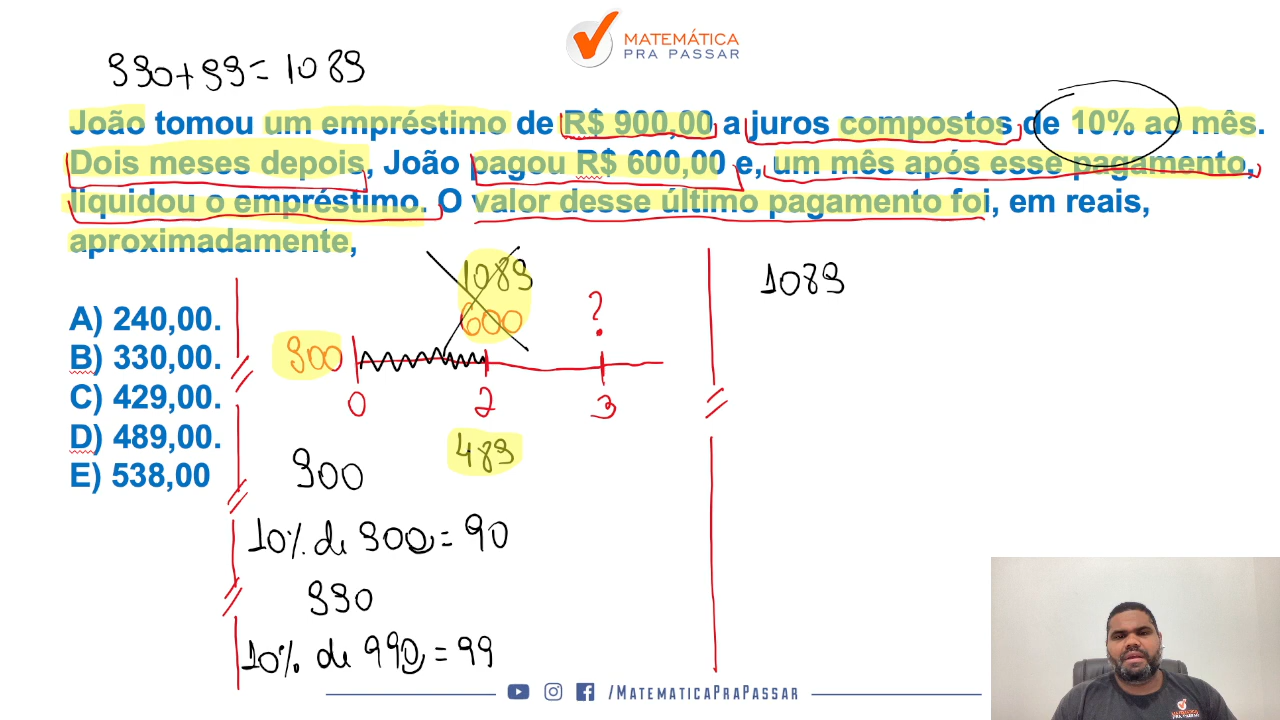 MATEMÁTICA
PRA PASSAR
990+99=1089
João tomou um empréstimo de R$ 900,00 a juros compostos de 10% ao mês.
Dois meses depois, João pagou R$ 600,00 e, um mês após esse pagamento,
liquidou o empréstimo. O valor desse último pagamento foi, em reais,
aproximadamente,
A) 240,00.
B) 330,00.
C) 429,00.
D) 489,00.
E) 538,00
1089
600
?
900
0
2
3
489
900
10% de 900=90
990
10% de 990=99
1089
/MATEMATICAPRAPASSAR